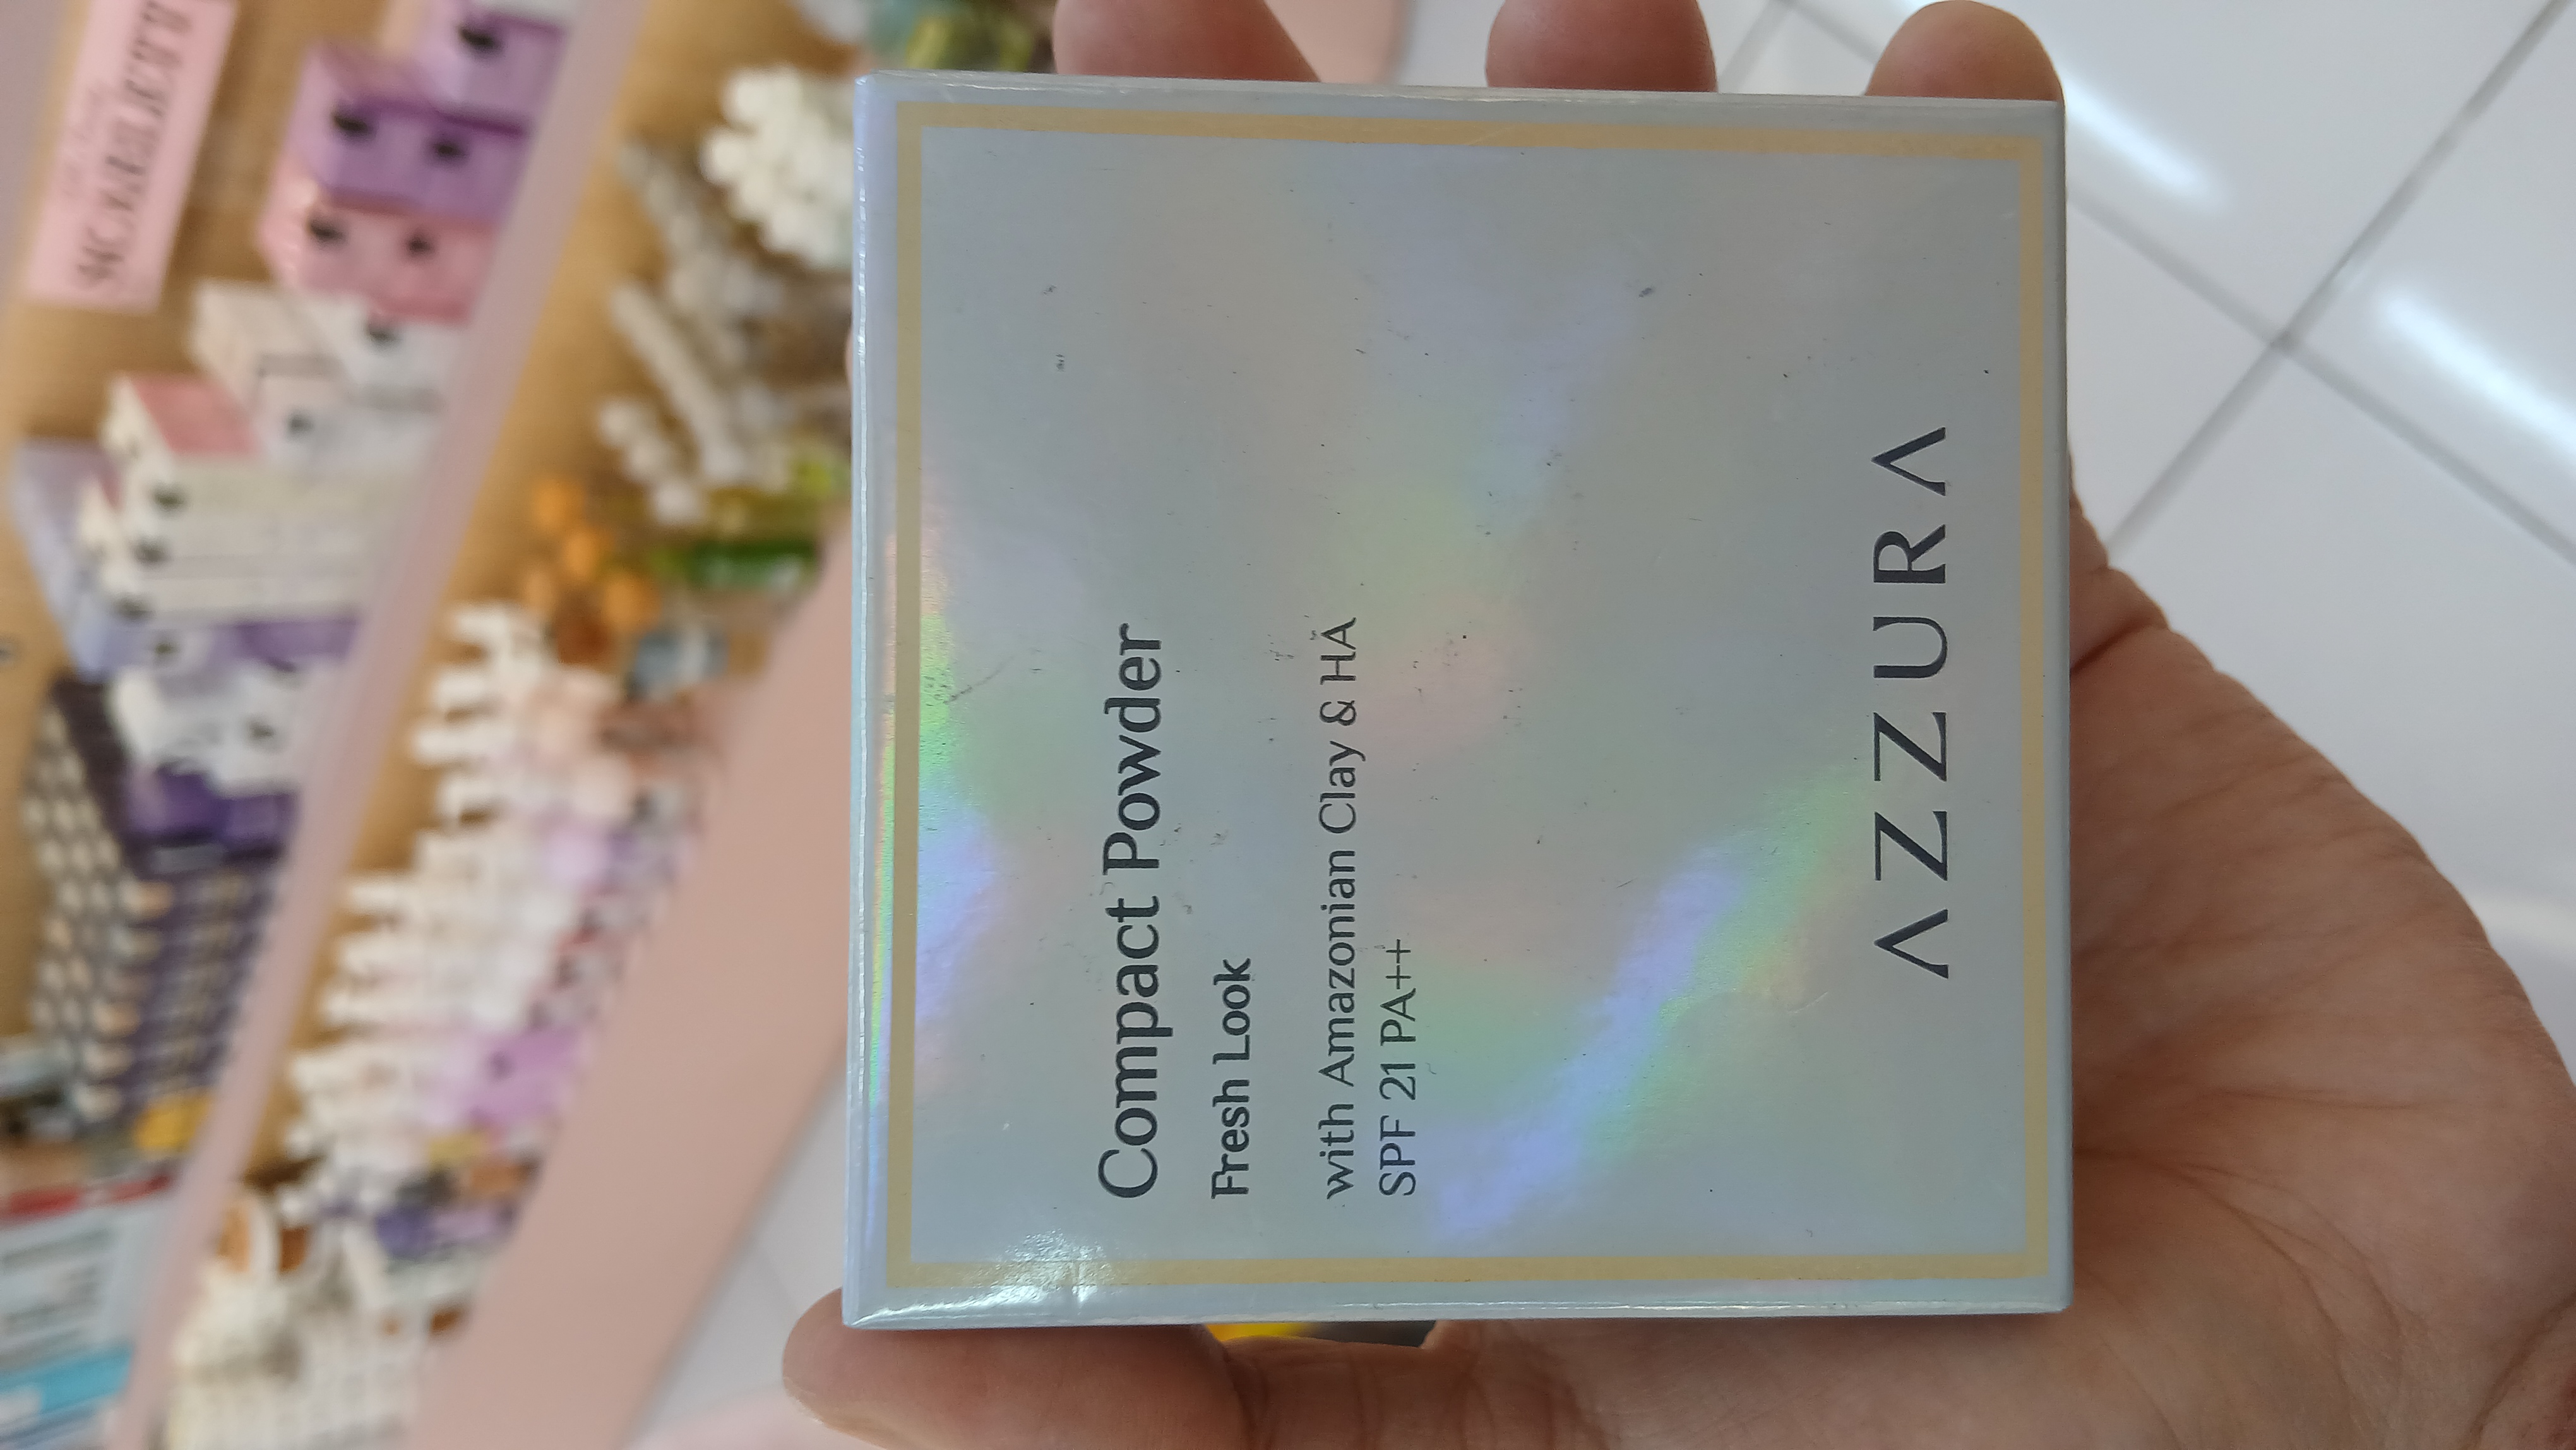 Compact Powder
Fresh Look
with Amazonian Clay & HA
SPF 21 PA++
AZZURA